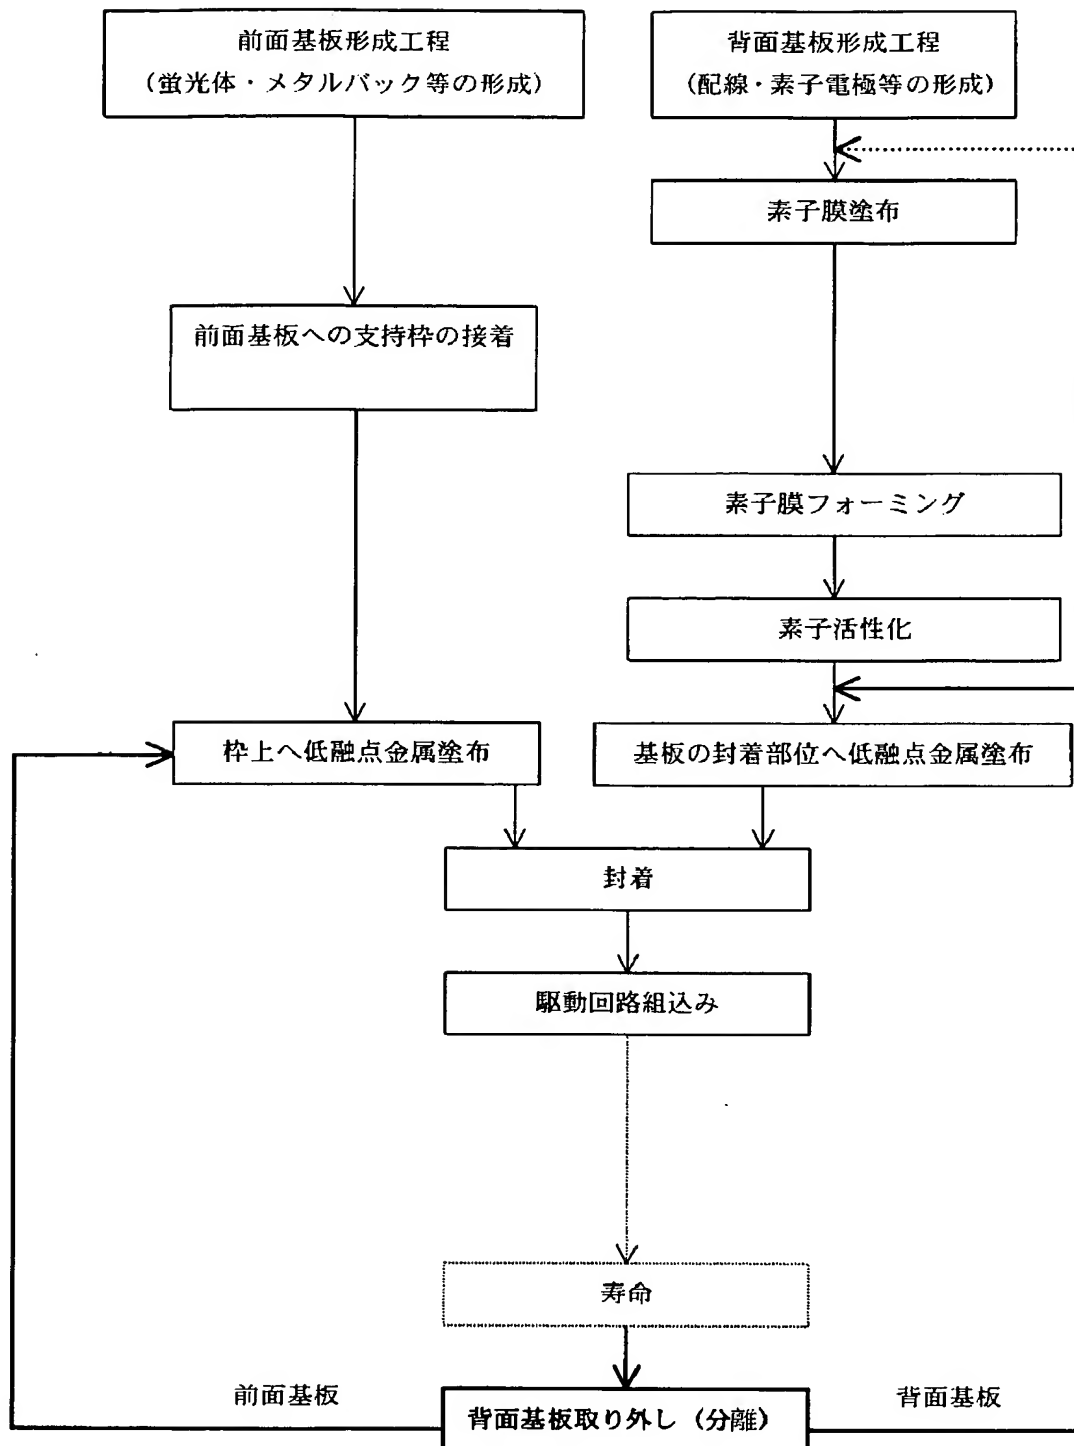 前面基板形成工程
(蛍光体・メタルバック等の形成)
背面基板形成工程
(配線・素子電極等の形成)
素子膜塗布
前面基板への支持枠の接着
素子膜フォーミング
素子活性化
枠上へ低融点金属塗布
基板の封着部位へ低融点金属塗布
封着
駆動回路組込み
寿命
前面基板
背面基板取り外し（分離）
背面基板